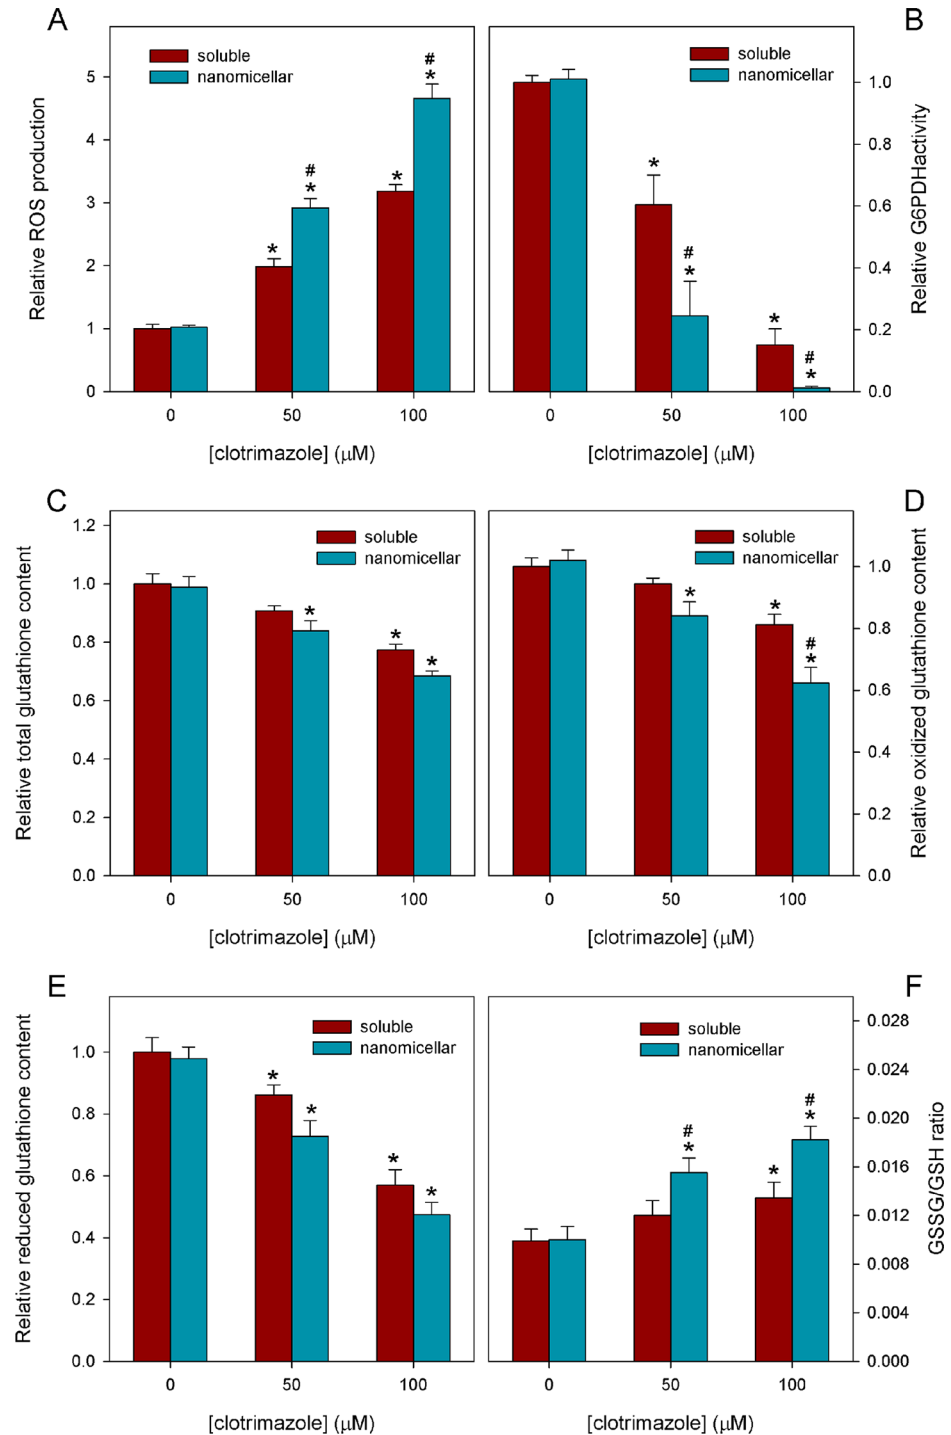 A
soluble
nanomicellar
Relative ROS production
5
4
3
2
1
0
* # * * # *
0 50 100
[clotrimazole] (μM)
B
soluble
nanomicellar
Relative G6PDHactivity
1.0
0.8
0.6
0.4
0.2
0.0
* # * * # *
0 50 100
[clotrimazole] (μM)
C
soluble
nanomicellar
Relative total glutathione content
1.2
1.0
0.8
0.6
0.4
0.2
0.0
* * *
0 50 100
[clotrimazole] (μM)
D
soluble
nanomicellar
Relative oxidized glutathione content
1.0
0.8
0.6
0.4
0.2
0.0
* * # *
0 50 100
[clotrimazole] (μM)
E
soluble
nanomicellar
Relative reduced glutathione content
1.0
0.8
0.6
0.4
0.2
0.0
* * * *
0 50 100
[clotrimazole] (μM)
F
soluble
nanomicellar
GSSG/GSH ratio
0.028
0.024
0.020
0.016
0.012
0.008
0.004
0.000
# * * # *
0 50 100
[clotrimazole] (μM)